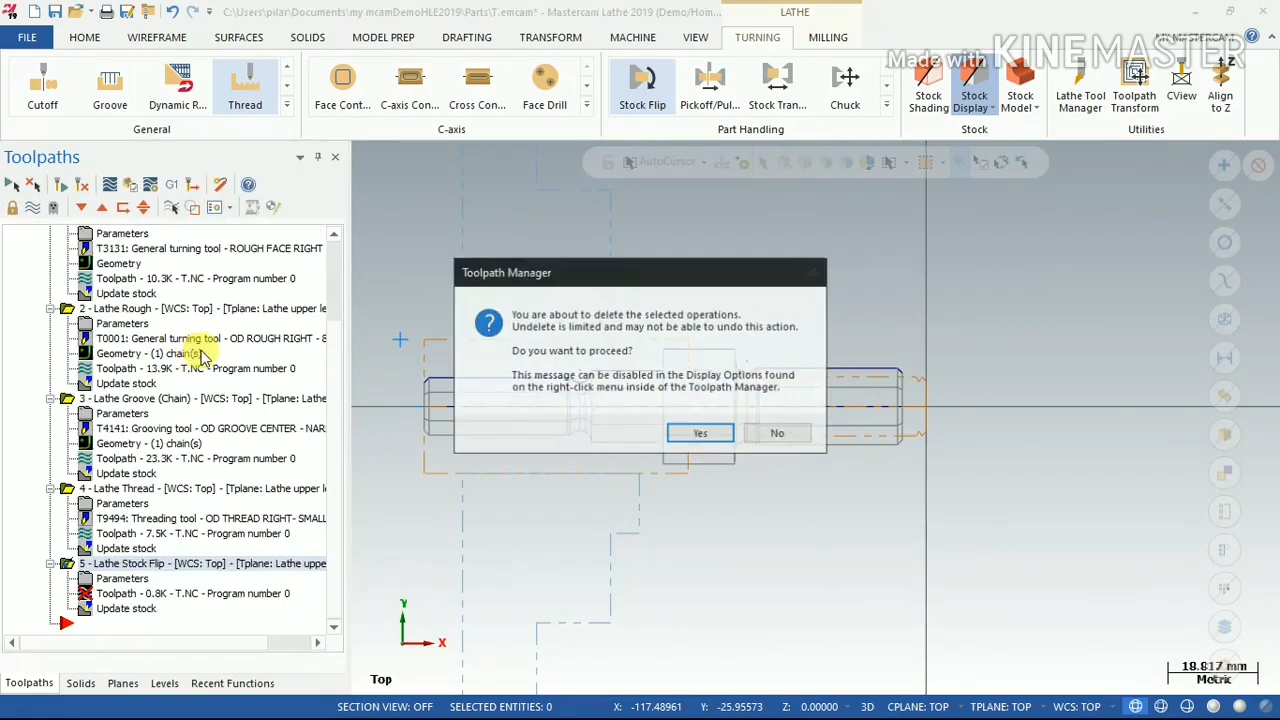 C:\Users\pilar\Documents\my mcamDemoHLE2019\Parts\T.emcam* - Mastercam Lathe 2019 (Demo/Hom...
LATHE
FILE HOME WIREFRAME SURFACES SOLIDS MODEL PREP DRAFTING TRANSFORM MACHINE VIEW TURNING MILLING MY MASTERCAM
Made with KINEMASTER
Cutoff Groove Dynamic R... Thread Face Cont... C-axis Con... Cross Con... Face Drill Stock Flip Pickoff/Pul... Stock Tran... Chuck
Stock Shading Stock Display Stock Model Lathe Tool Manager Toolpath Transform CView Align to Z
General C-axis Part Handling Stock Utilities
Toolpaths
AutoCursor
G1
Parameters
T3131: General turning tool - ROUGH FACE RIGHT
Geometry
Toolpath - 10.3K - T.NC - Program number 0
Update stock
2 - Lathe Rough - [WCS: Top] - [Tplane: Lathe upper le
Parameters
T0001: General turning tool - OD ROUGH RIGHT - 8
Geometry - (1) chain(s)
Toolpath - 13.9K - T.NC - Program number 0
Update stock
3 - Lathe Groove (Chain) - [WCS: Top] - [Tplane: Lathe
Parameters
T4141: Grooving tool - OD GROOVE CENTER - NAR
Geometry - (1) chain(s)
Toolpath - 23.3K - T.NC - Program number 0
Update stock
4 - Lathe Thread - [WCS: Top] - [Tplane: Lathe upper l
Parameters
T9494: Threading tool - OD THREAD RIGHT- SMALL
Toolpath - 7.5K - T.NC - Program number 0
Update stock
5 - Lathe Stock Flip - [WCS: Top] - [Tplane: Lathe uppe
Parameters
Toolpath - 0.8K - T.NC - Program number 0
Update stock
Toolpath Manager
You are about to delete the selected operations.
Undelete is limited and may not be able to undo this action.
Do you want to proceed?
This message can be disabled in the Display Options found
on the right-click menu inside of the Toolpath Manager.
Yes No
Y
X
Top
18.817 mm
Metric
Toolpaths Solids Planes Levels Recent Functions
SECTION VIEW: OFF SELECTED ENTITIES: 0 X: -117.48961 Y: -25.95573 Z: 0.00000 3D CPLANE: TOP TPLANE: TOP WCS: TOP